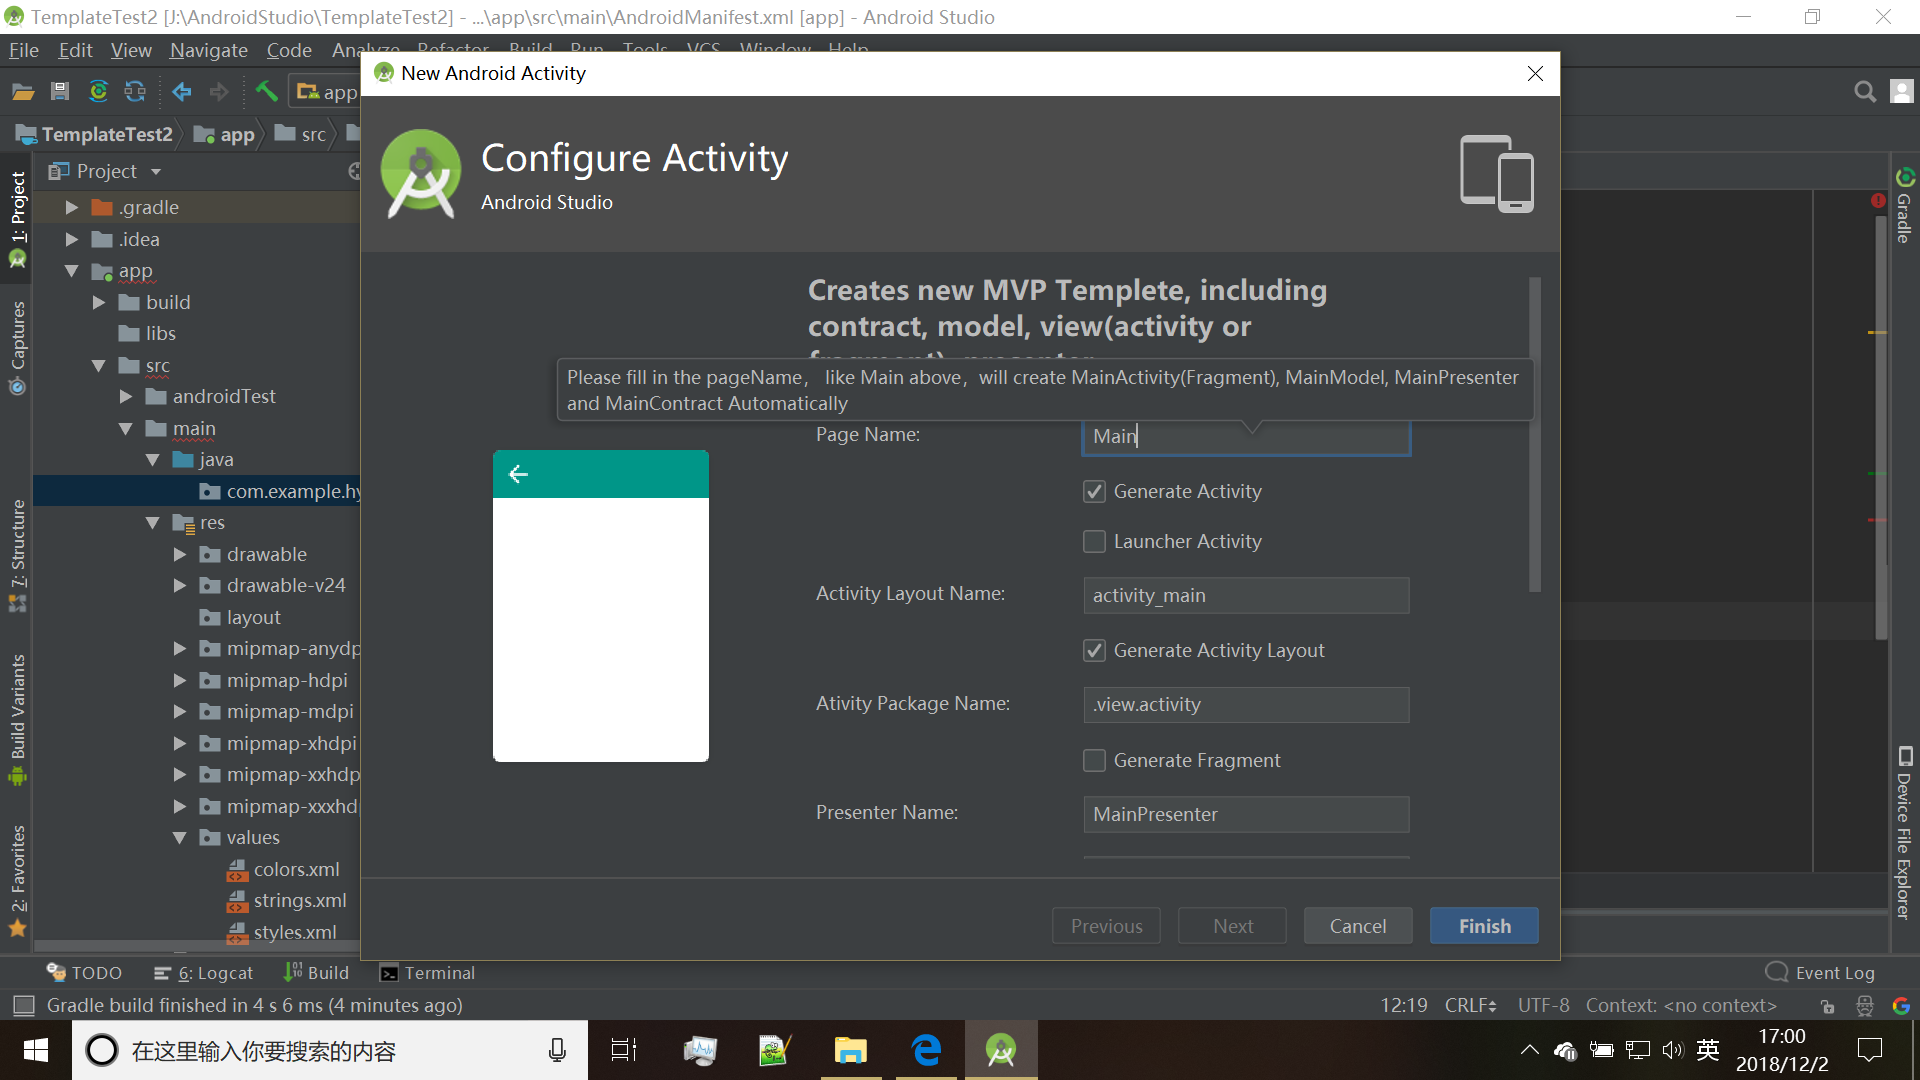 TemplateTest2 [J:\AndroidStudio\TemplateTest2] - ...\app\src\main\AndroidManifest.xml [app] - Android Studio
File Edit View Navigate Code Analyze Refactor Build Run Tools VCS Window Help
New Android Activity
app
TemplateTest2 app src
Configure Activity
Android Studio
1: Project
Captures
7: Structure
Build Variants
2: Favorites
Project
.gradle
.idea
app
build
libs
src
androidTest
main
java
com.example.hy
res
drawable
drawable-v24
layout
mipmap-anydp
mipmap-hdpi
mipmap-mdpi
mipmap-xhdpi
mipmap-xxhdp
mipmap-xxxhd
values
colors.xml
strings.xml
styles.xml
Creates new MVP Templete, including
contract, model, view(activity or
fragment), presenter
Please fill in the pageName， like Main above，will create MainActivity(Fragment), MainModel, MainPresenter
and MainContract Automatically
Page Name: Main
Generate Activity
Launcher Activity
Activity Layout Name: activity_main
Generate Activity Layout
Ativity Package Name: .view.activity
Generate Fragment
Presenter Name: MainPresenter
Previous Next Cancel Finish
Gradle
Device File Explorer
TODO 6: Logcat Build Terminal Event Log
Gradle build finished in 4 s 6 ms (4 minutes ago) 12:19 CRLF UTF-8 Context: <no context>
在这里输入你要搜索的内容
英
17:00
2018/12/2